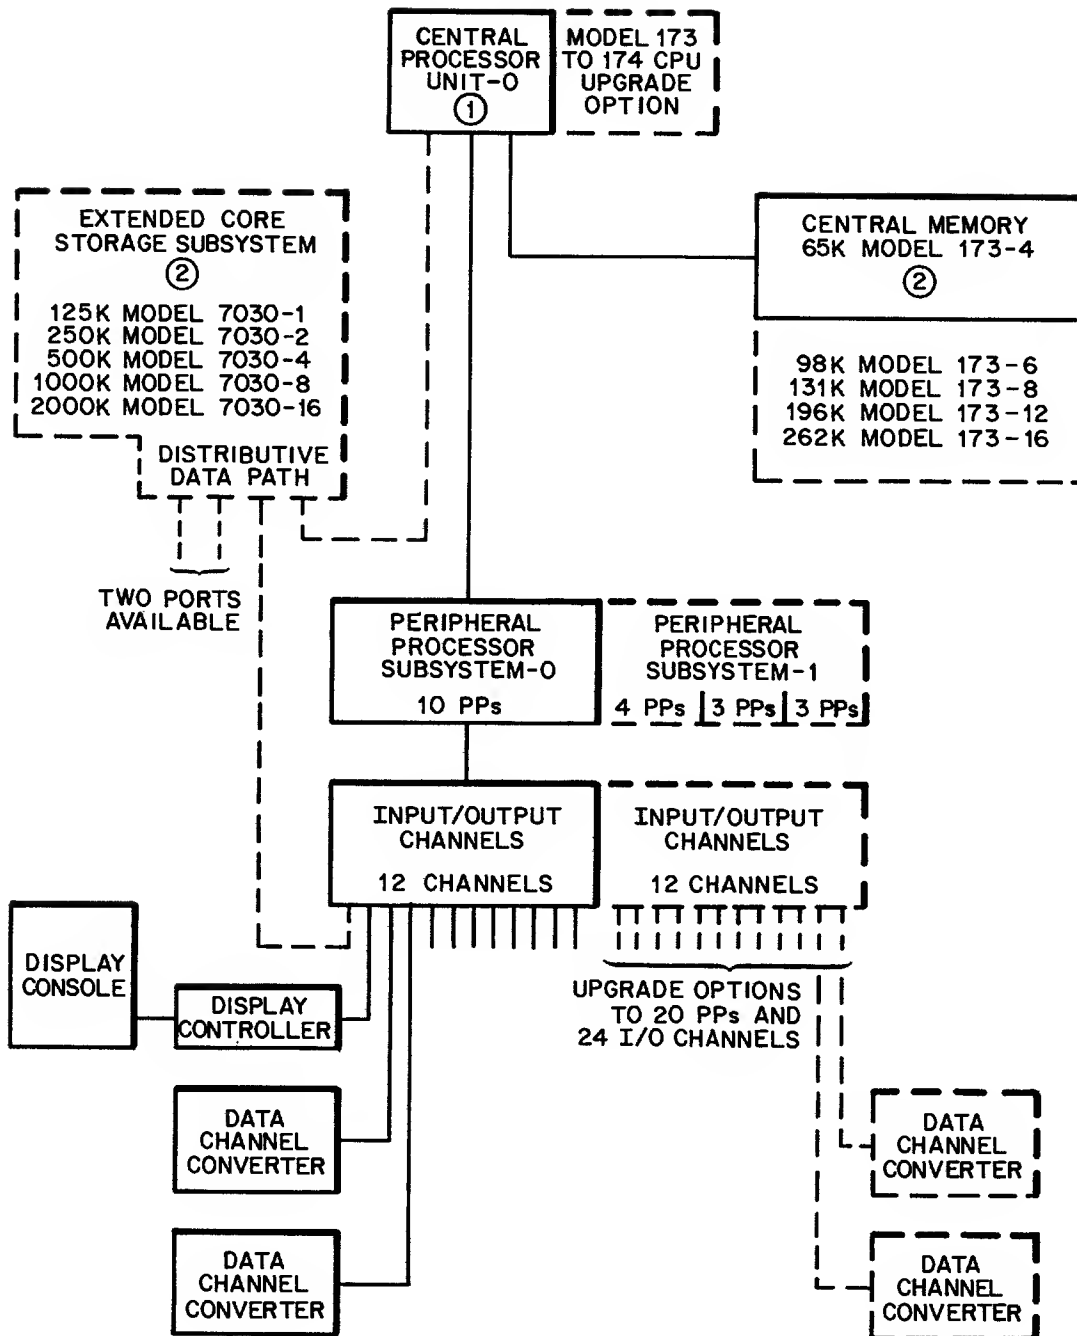 CENTRAL
PROCESSOR
UNIT-0
①
MODEL 173
TO 174 CPU
UPGRADE
OPTION
EXTENDED CORE
STORAGE SUBSYSTEM
②
125K MODEL 7030-1
250K MODEL 7030-2
500K MODEL 7030-4
1000K MODEL 7030-8
2000K MODEL 7030-16
DISTRIBUTIVE
DATA PATH
TWO PORTS
AVAILABLE
CENTRAL MEMORY
65K MODEL 173-4
②
98K MODEL 173-6
131K MODEL 173-8
196K MODEL 173-12
262K MODEL 173-16
PERIPHERAL
PROCESSOR
SUBSYSTEM-0
10 PPs
PERIPHERAL
PROCESSOR
SUBSYSTEM-1
4 PPs 3 PPs 3 PPs
INPUT/OUTPUT
CHANNELS
12 CHANNELS
INPUT/OUTPUT
CHANNELS
12 CHANNELS
UPGRADE OPTIONS
TO 20 PPs AND
24 I/O CHANNELS
DISPLAY
CONSOLE
DISPLAY
CONTROLLER
DATA
CHANNEL
CONVERTER
DATA
CHANNEL
CONVERTER
DATA
CHANNEL
CONVERTER
DATA
CHANNEL
CONVERTER